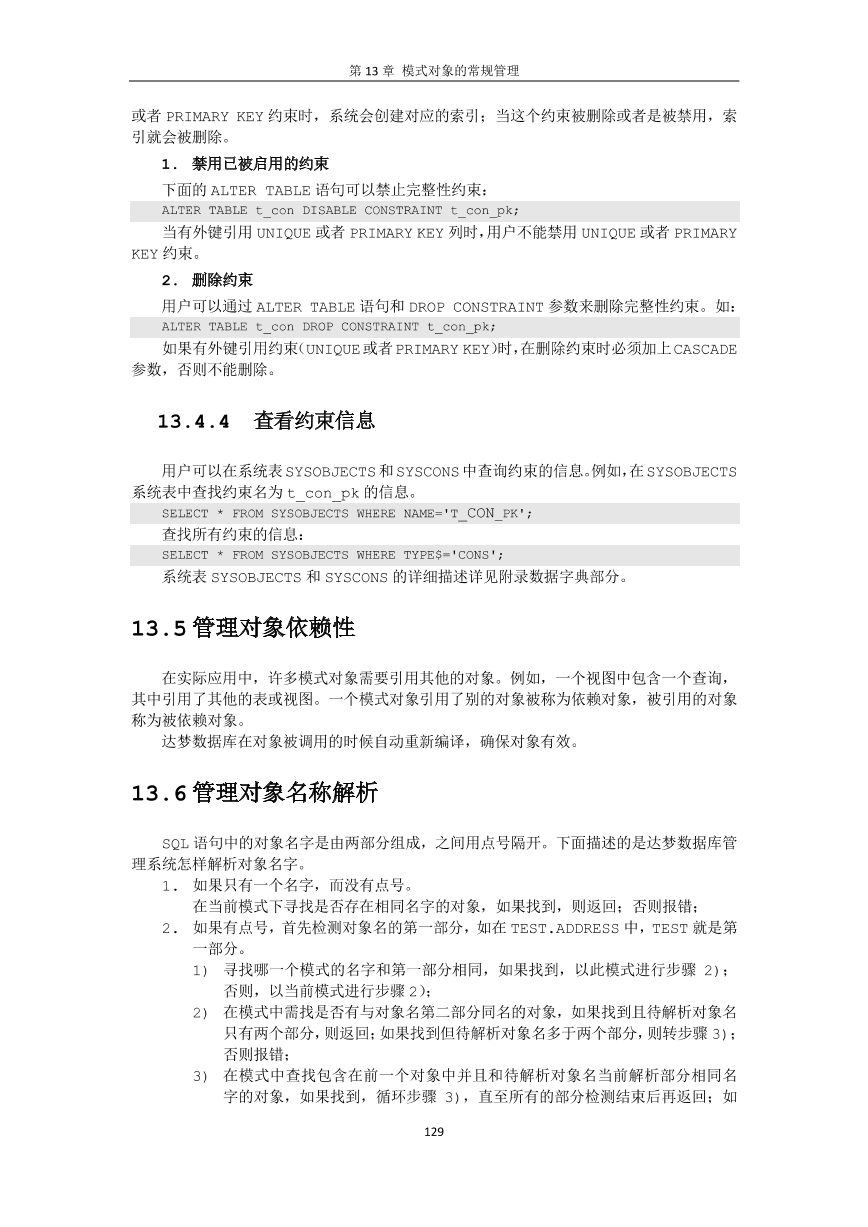 第 13 章 模式对象的常规管理
或者 PRIMARY KEY 约束时，系统会创建对应的索引；当这个约束被删除或者是被禁用，索
引就会被删除。
1. 禁用已被启用的约束
下面的 ALTER TABLE 语句可以禁止完整性约束：
ALTER TABLE t_con DISABLE CONSTRAINT t_con_pk;
当有外键引用 UNIQUE 或者 PRIMARY KEY 列时，用户不能禁用 UNIQUE 或者 PRIMARY
KEY 约束。
2. 删除约束
用户可以通过 ALTER TABLE 语句和 DROP CONSTRAINT 参数来删除完整性约束。如：
ALTER TABLE t_con DROP CONSTRAINT t_con_pk;
如果有外键引用约束（UNIQUE 或者 PRIMARY KEY）时，在删除约束时必须加上 CASCADE
参数，否则不能删除。
13.4.4 查看约束信息
用户可以在系统表 SYSOBJECTS 和 SYSCONS 中查询约束的信息。例如，在 SYSOBJECTS
系统表中查找约束名为 t_con_pk 的信息。
SELECT * FROM SYSOBJECTS WHERE NAME='T_CON_PK';
查找所有约束的信息：
SELECT * FROM SYSOBJECTS WHERE TYPE$='CONS';
系统表 SYSOBJECTS 和 SYSCONS 的详细描述详见附录数据字典部分。
13.5 管理对象依赖性
在实际应用中，许多模式对象需要引用其他的对象。例如，一个视图中包含一个查询，
其中引用了其他的表或视图。一个模式对象引用了别的对象被称为依赖对象，被引用的对象
称为被依赖对象。
达梦数据库在对象被调用的时候自动重新编译，确保对象有效。
13.6 管理对象名称解析
SQL 语句中的对象名字是由两部分组成，之间用点号隔开。下面描述的是达梦数据库管
理系统怎样解析对象名字。
1. 如果只有一个名字，而没有点号。
在当前模式下寻找是否存在相同名字的对象，如果找到，则返回；否则报错；
2. 如果有点号，首先检测对象名的第一部分，如在 TEST.ADDRESS 中，TEST 就是第
一部分。
1) 寻找哪一个模式的名字和第一部分相同，如果找到，以此模式进行步骤 2)；
否则，以当前模式进行步骤 2)；
2) 在模式中需找是否有与对象名第二部分同名的对象，如果找到且待解析对象名
只有两个部分，则返回；如果找到但待解析对象名多于两个部分，则转步骤 3)；
否则报错；
3) 在模式中查找包含在前一个对象中并且和待解析对象名当前解析部分相同名
字的对象，如果找到，循环步骤 3)，直至所有的部分检测结束后再返回；如
129